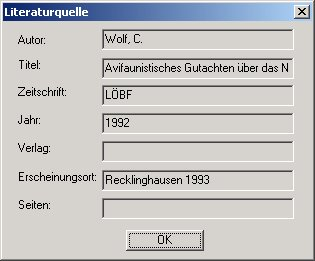 Literaturquelle
Autor: Wolf, C.
Titel: Avifaunistisches Gutachten über das N
Zeitschrift: LÖBF
Jahr: 1992
Verlag:
Erscheinungsort: Recklinghausen 1993
Seiten:
OK